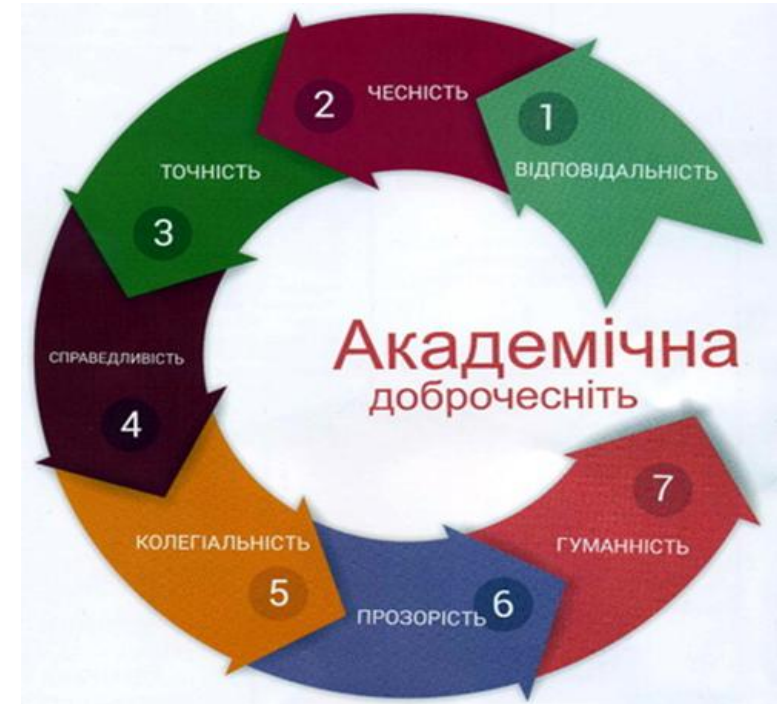 1
ВІДПОВІДАЛЬНІСТЬ
2
ЧЕСНІСТЬ
ТОЧНІСТЬ
3
СПРАВЕДЛИВІСТЬ
4
КОЛЕГІАЛЬНІСТЬ
5
ПРОЗОРІСТЬ
6
7
ГУМАННІСТЬ
Академічна
доброчесніть